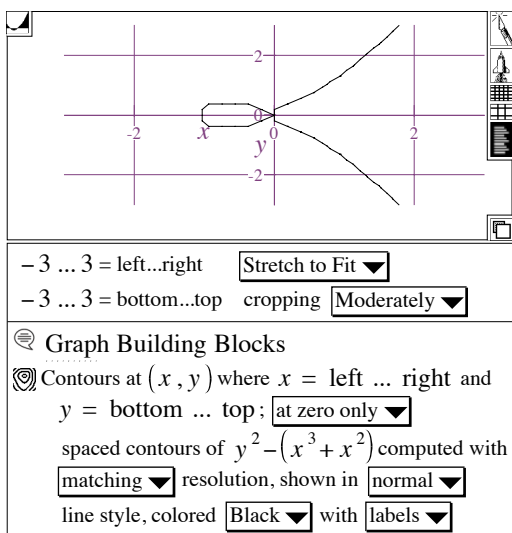 2
0
-2
x
0
2
y
-2
− 3 ... 3 = left...right Stretch to Fit
− 3 ... 3 = bottom...top cropping Moderately
Graph Building Blocks
Contours at (x , y) where x = left ... right and
y = bottom ... top; at zero only
spaced contours of y² − (x³ + x²) computed with
matching resolution, shown in normal
line style, colored Black with labels